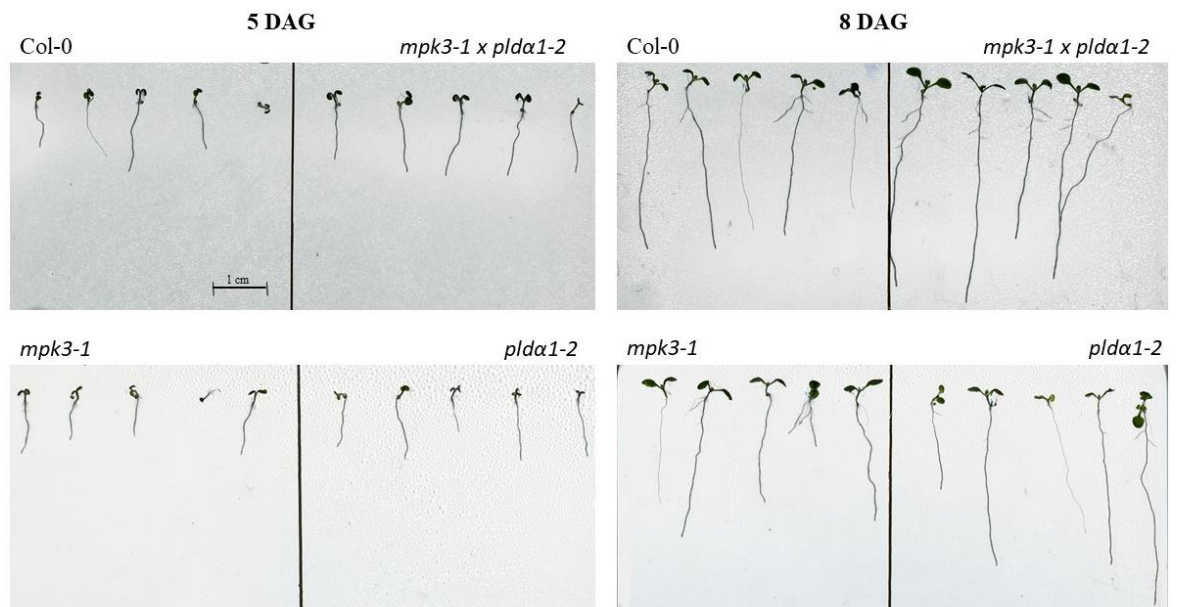 5 DAG
8 DAG
Col-0
mpk3-1 x pldα1-2
Col-0
mpk3-1 x pldα1-2
1 cm
mpk3-1
pldα1-2
mpk3-1
pldα1-2